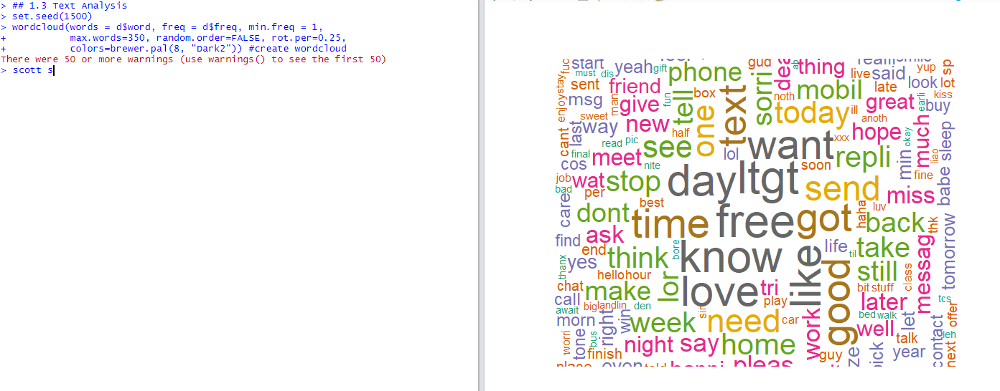 > ## 1.3 Text Analysis
> set.seed(1500)
> wordcloud(words = d$word, freq = d$freq, min.freq = 1,
+           max.words=350, random.order=FALSE, rot.per=0.25,
+           colors=brewer.pal(8, "Dark2")) #create wordcloud
There were 50 or more warnings (use warnings() to see the first 50)
> scott s
start
yeah
gift
phone
gud
thing
live
said
yup
sp
must
dis
sent
friend
tell
box
text
sorri
noth
mobil
late
look
lot
kiss
enjoy
stay
msg
man
give
fun
one
today
ill
great
earli
buy
sweet
cant
last
way
new
half
want
xxx
anoth
hope
okay
much
sleep
read
pic
see
lol
repli
min
liao
final
meet
nite
soon
cos
job
wat
stop
day
ltgt
send
fine
babe
bad
per
care
best
miss
luv
haha
dont
time
free
got
back
thk
tomorrow
find
ask
bore
know
life
til
take
messag
end
think
thanx
yes
hello
hour
lor
love
like
good
still
class
chat
make
tri
bit
stuff
call
big
landlin
den
play
later
tcs
await
morn
right
win
week
sir
need
car
work
bed
walk
let
offer
well
worri
tone
bus
night
say
home
talk
contact
leh
next
finish
guy
pick
year
pleas